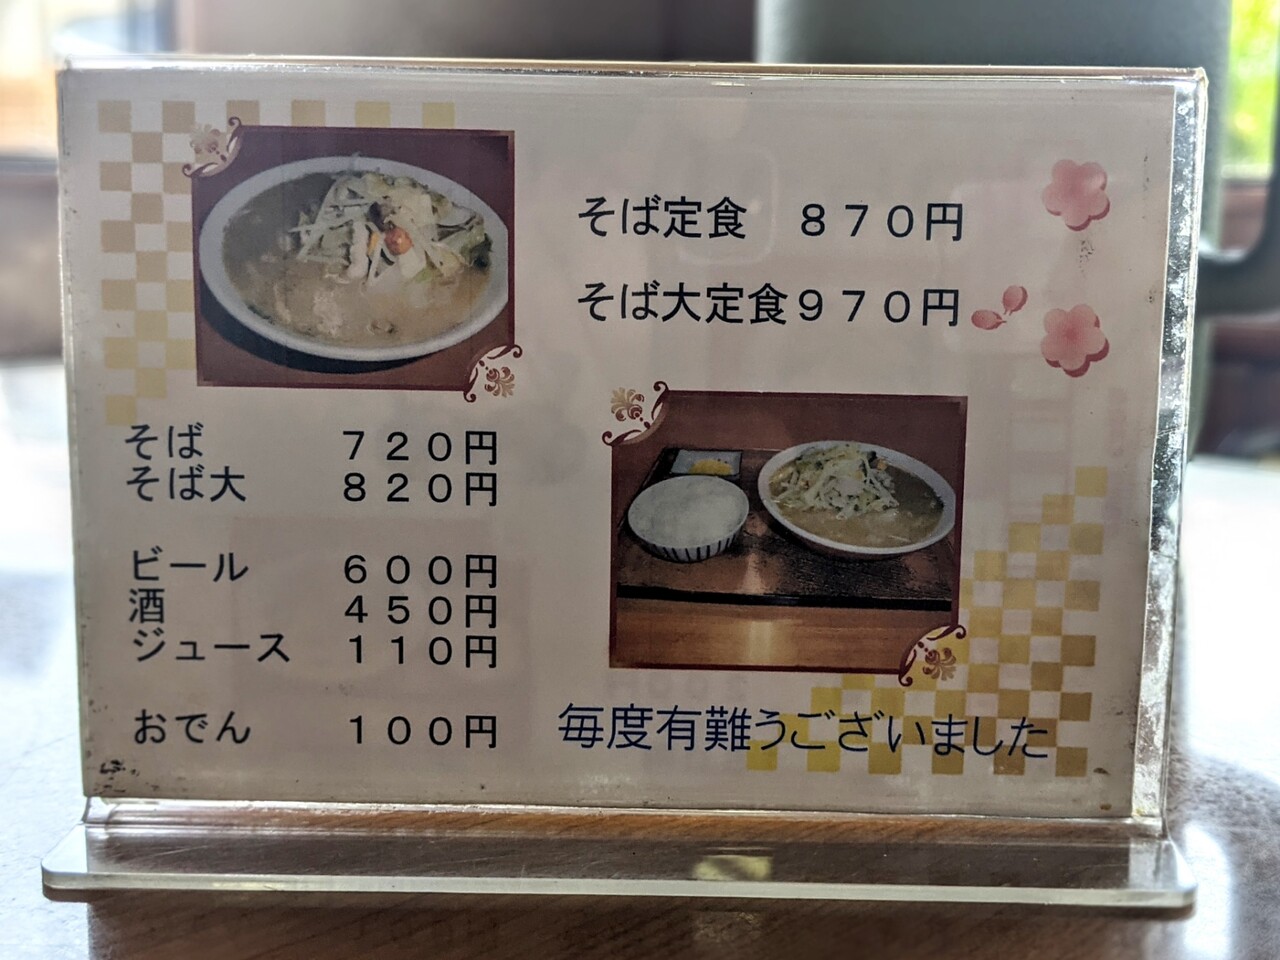 そば定食　８７０円
そば大定食９７０円
そば　７２０円
そば大　８２０円
ビール　６００円
酒　４５０円
ジュース　１１０円
おでん　１００円
毎度有難うございました